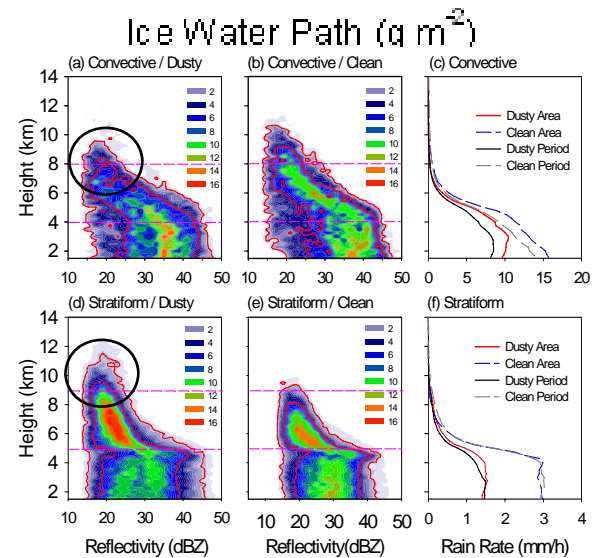 Ice Water Path (g m⁻²)
(a) Convective / Dusty
(b) Convective / Clean
(c) Convective
Height (km)
14
12
10
8
6
4
2
2
4
6
8
10
12
14
16
2
4
6
8
10
12
14
16
Dusty Area
Clean Area
Dusty Period
Clean Period
10 20 30 40 50
10 20 30 40 50
0 5 10 15 20
(d) Stratiform / Dusty
(e) Stratiform / Clean
(f) Stratiform
Height (km)
14
12
10
8
6
4
2
2
4
6
8
10
12
14
16
2
4
6
8
10
12
14
16
Dusty Area
Clean Area
Dusty Period
Clean Period
10 20 30 40 50
10 20 30 40 50
0 1 2 3 4
Reflectivity (dBZ)
Reflectivity(dBZ)
Rain Rate (mm/h)